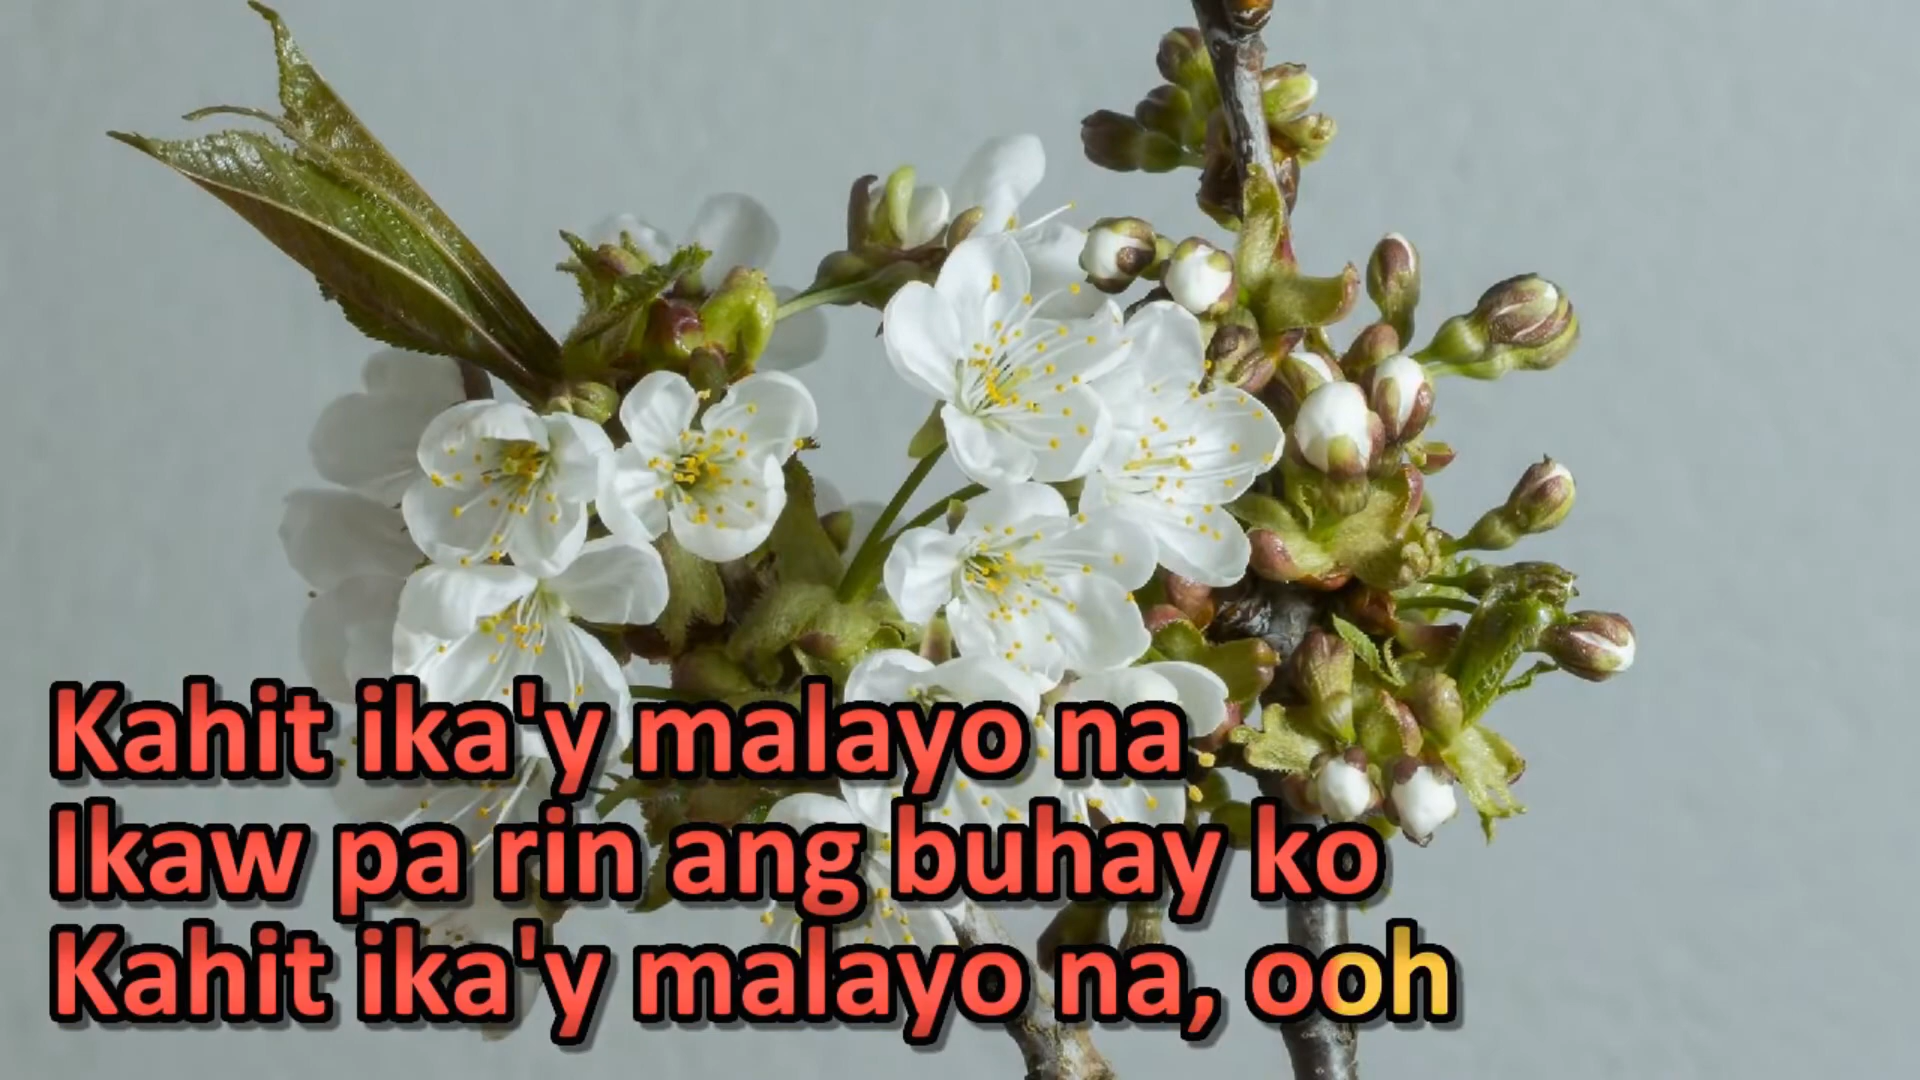 Kahit ika'y malayo na
Ikaw pa rin ang buhay ko
Kahit ika'y malayo na, ooh